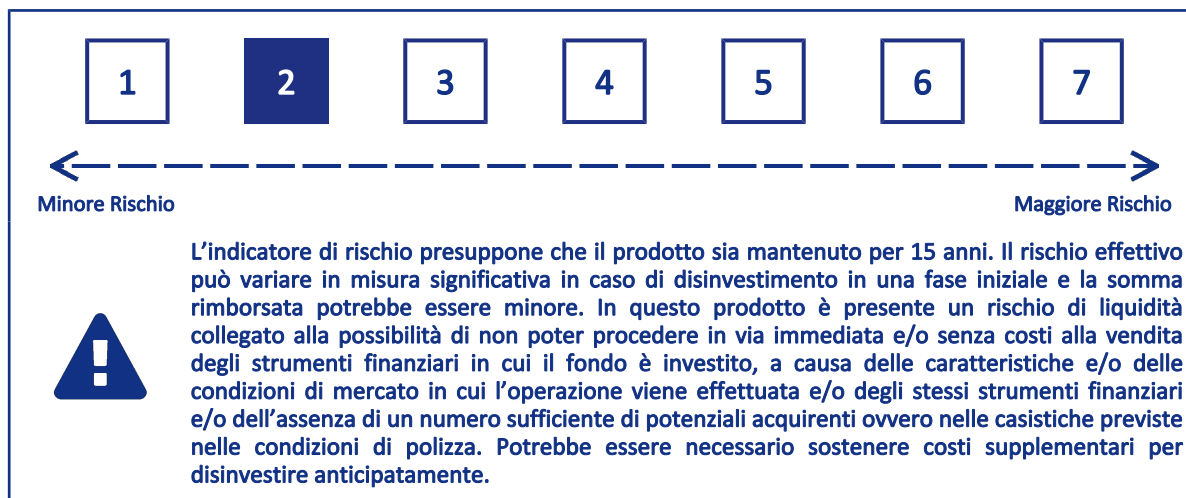 1 2 3 4 5 6 7
Minore Rischio Maggiore Rischio
L’indicatore di rischio presuppone che il prodotto sia mantenuto per 15 anni. Il rischio effettivo
può variare in misura significativa in caso di disinvestimento in una fase iniziale e la somma
rimborsata potrebbe essere minore. In questo prodotto è presente un rischio di liquidità
collegato alla possibilità di non poter procedere in via immediata e/o senza costi alla vendita
degli strumenti finanziari in cui il fondo è investito, a causa delle caratteristiche e/o delle
condizioni di mercato in cui l’operazione viene effettuata e/o degli stessi strumenti finanziari
e/o dell’assenza di un numero sufficiente di potenziali acquirenti ovvero nelle casistiche previste
nelle condizioni di polizza. Potrebbe essere necessario sostenere costi supplementari per
disinvestire anticipatamente.